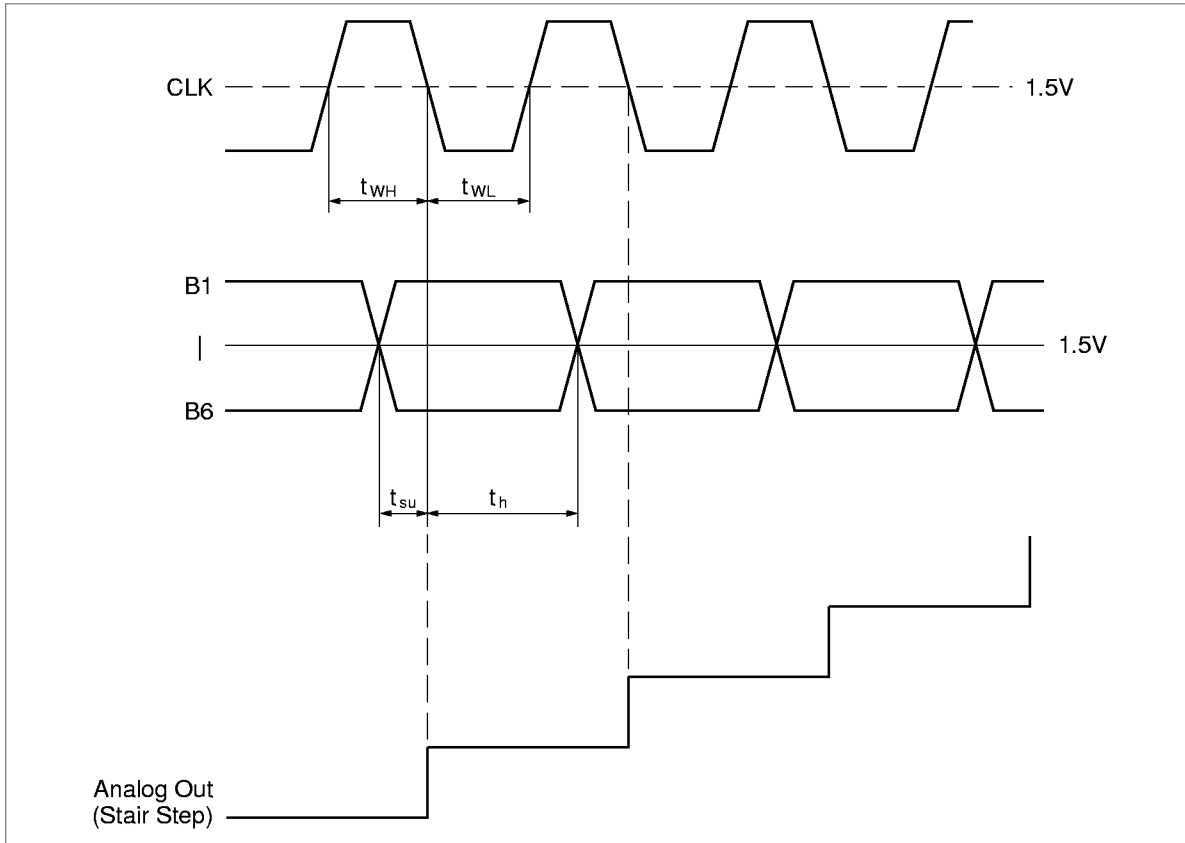 CLK
1.5V
tWH
tWL
B1
|
1.5V
B6
tsu
th
Analog Out
(Stair Step)